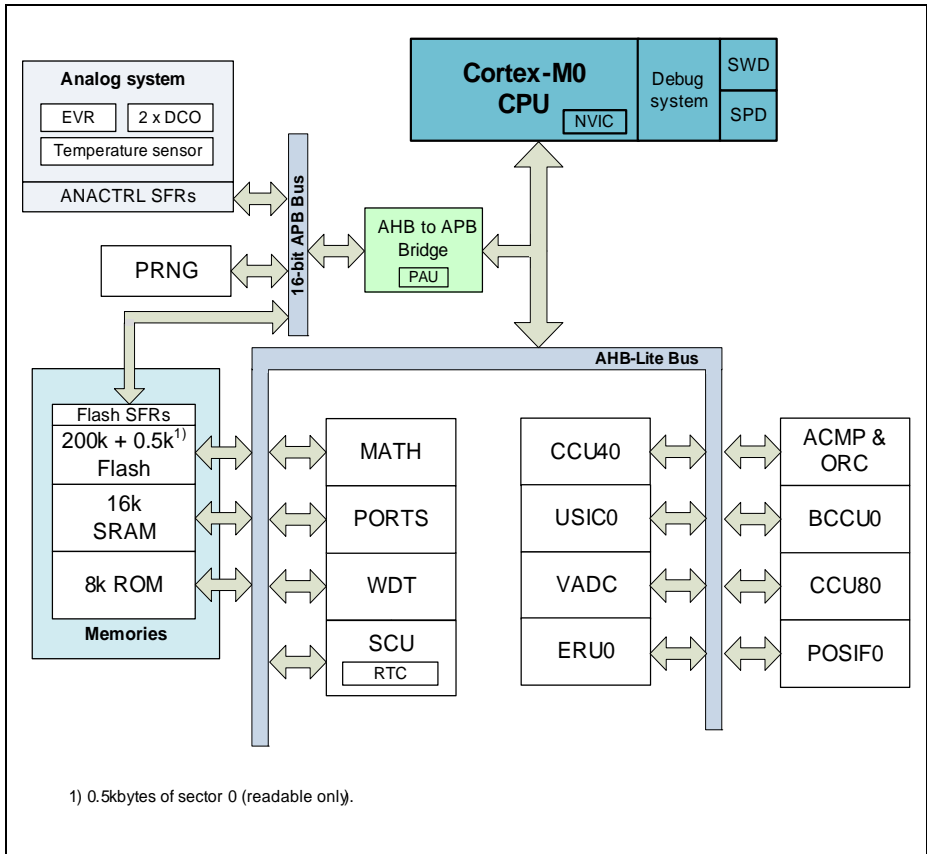 Analog system
EVR
2 x DCO
Temperature sensor
ANACTRL SFRs
Cortex-M0
CPU
NVIC
Debug
system
SWD
SPD
16-bit APB Bus
AHB to APB
Bridge
PAU
PRNG
AHB-Lite Bus
Flash SFRs
200k + 0.5k1)
Flash
16k
SRAM
8k ROM
Memories
MATH
PORTS
WDT
SCU
RTC
CCU40
USIC0
VADC
ERU0
ACMP &
ORC
BCCU0
CCU80
POSIF0
1) 0.5kbytes of sector 0 (readable only).